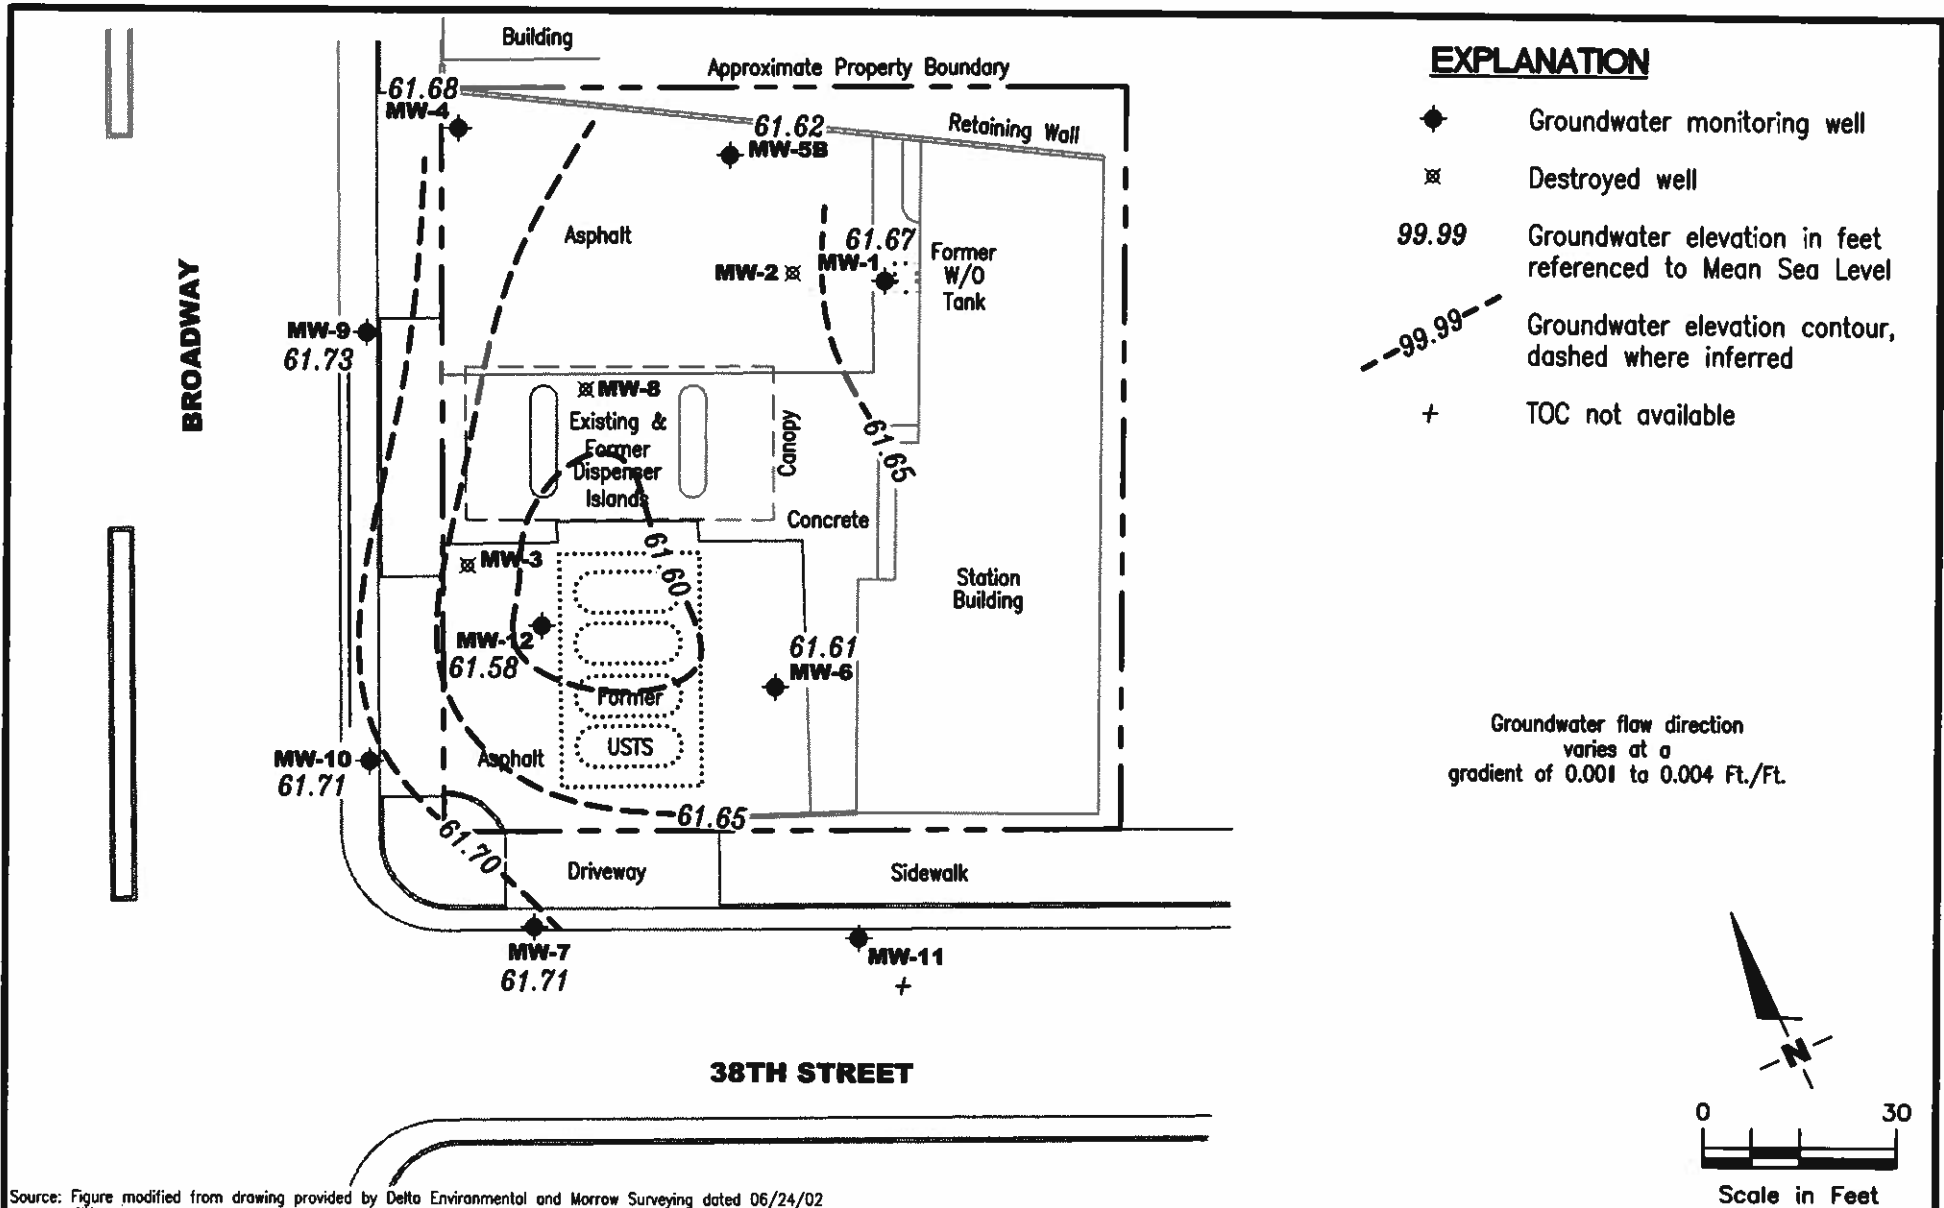 Building
Approximate Property Boundary
61.68
MW-4
61.62
MW-5B
Retaining Wall
Asphalt
BROADWAY
MW-2
61.67
MW-1
Former
W/O
Tank
MW-9
61.73
MW-8
Existing &
Former
Dispenser
Islands
Canopy
61.65
Concrete
MW-3
61.60
Station
Building
MW-12
61.58
61.61
MW-6
Former
USTS
MW-10
61.71
Asphalt
61.65
61.70
Driveway
Sidewalk
MW-7
61.71
MW-11
+
38TH STREET
EXPLANATION
Groundwater monitoring well
Destroyed well
99.99 Groundwater elevation in feet
referenced to Mean Sea Level
99.99 Groundwater elevation contour,
dashed where inferred
+ TOC not available
Groundwater flow direction
varies at a
gradient of 0.001 to 0.004 Ft./Ft.
N
0 30
Scale in Feet
Source: Figure modified from drawing provided by Delta Environmental and Morrow Surveying dated 06/24/02